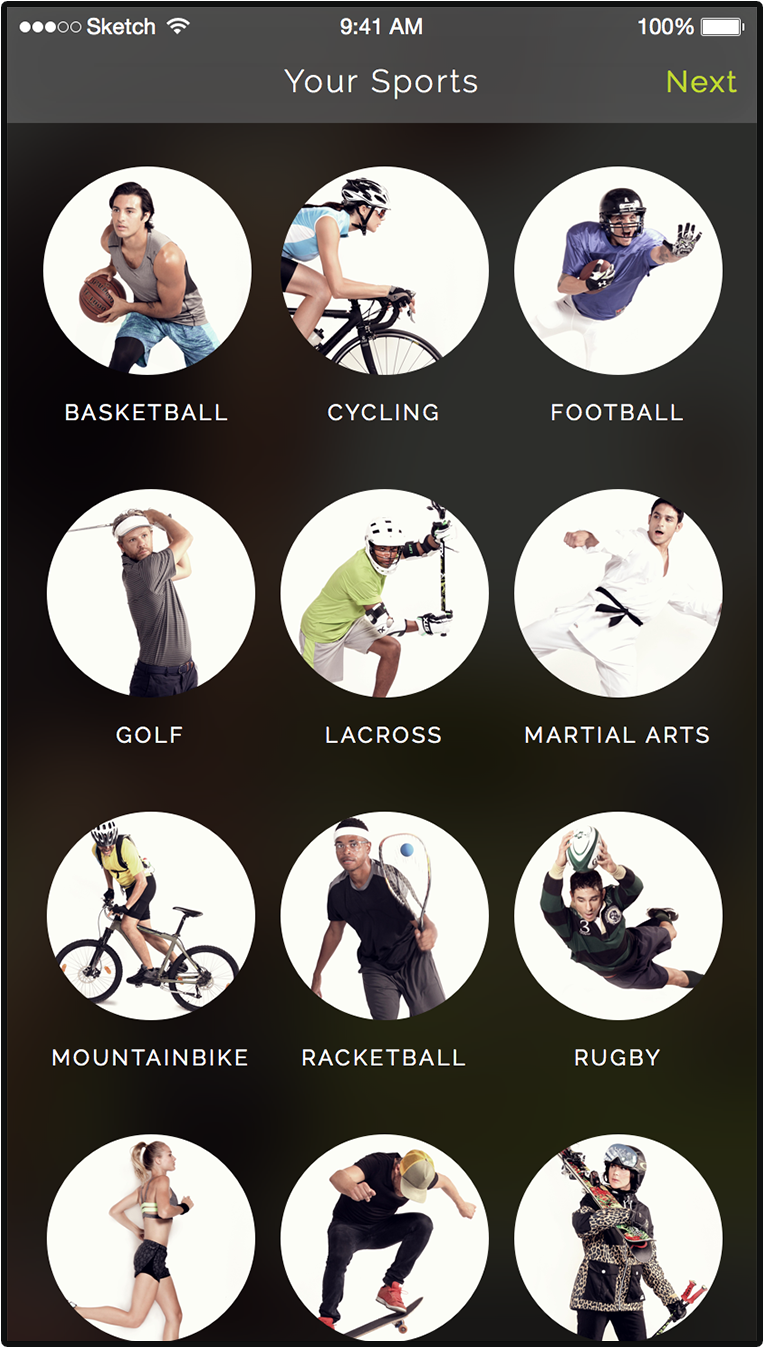 Sketch 9:41 AM 100%
Your Sports Next
BASKETBALL CYCLING FOOTBALL
GOLF LACROSS MARTIAL ARTS
MOUNTAINBIKE RACKETBALL RUGBY